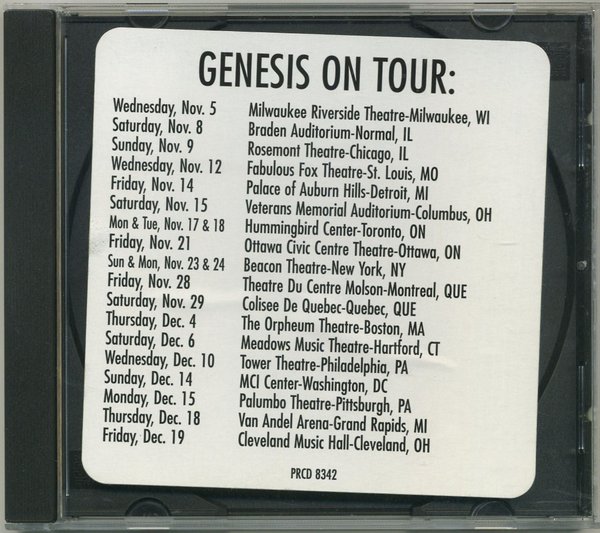 GENESIS ON TOUR:
Wednesday, Nov. 5 Milwaukee Riverside Theatre-Milwaukee, WI
Saturday, Nov. 8 Braden Auditorium-Normal, IL
Sunday, Nov. 9 Rosemont Theatre-Chicago, IL
Wednesday, Nov. 12 Fabulous Fox Theatre-St. Louis, MO
Friday, Nov. 14 Palace of Auburn Hills-Detroit, MI
Saturday, Nov. 15 Veterans Memorial Auditorium-Columbus, OH
Mon & Tue, Nov. 17 & 18 Hummingbird Center-Toronto, ON
Friday, Nov. 21 Ottawa Civic Centre Theatre-Ottawa, ON
Sun & Mon, Nov. 23 & 24 Beacon Theatre-New York, NY
Friday, Nov. 28 Theatre Du Centre Molson-Montreal, QUE
Saturday, Nov. 29 Colisee De Quebec-Quebec, QUE
Thursday, Dec. 4 The Orpheum Theatre-Boston, MA
Saturday, Dec. 6 Meadows Music Theatre-Hartford, CT
Wednesday, Dec. 10 Tower Theatre-Philadelphia, PA
Sunday, Dec. 14 MCI Center-Washington, DC
Monday, Dec. 15 Palumbo Theatre-Pittsburgh, PA
Thursday, Dec. 18 Van Andel Arena-Grand Rapids, MI
Friday, Dec. 19 Cleveland Music Hall-Cleveland, OH
PRCD 8342